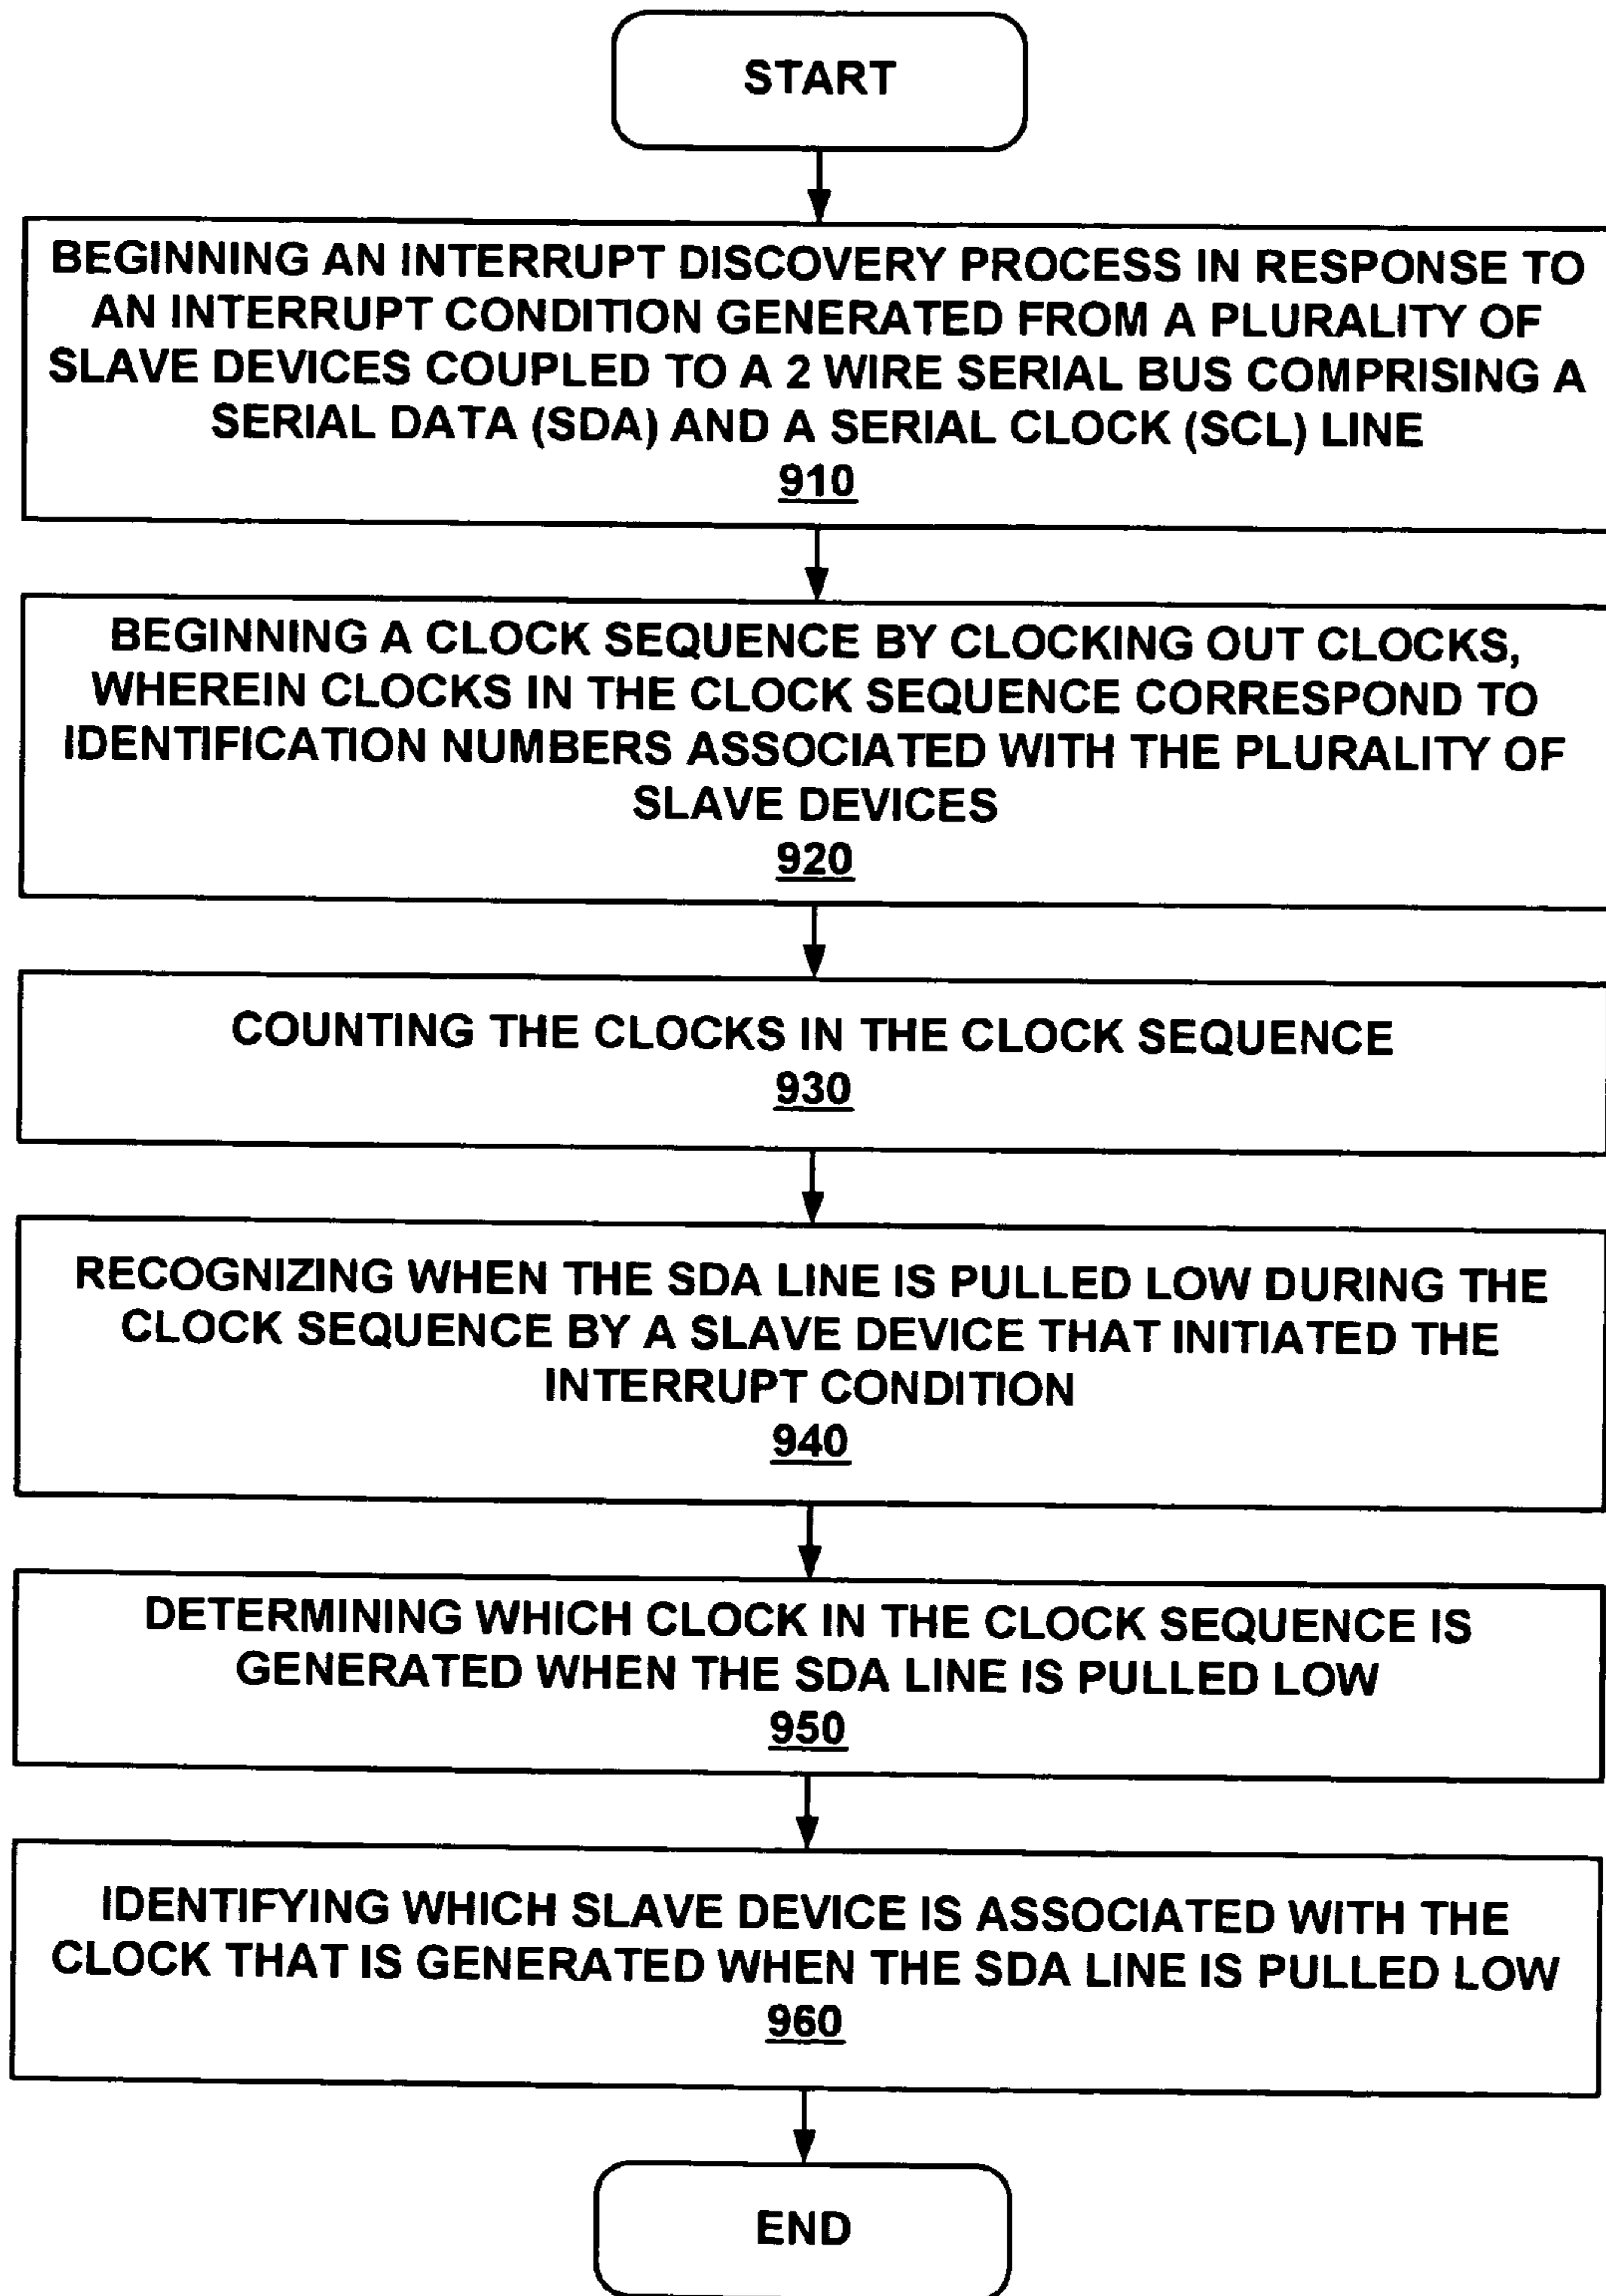 START
BEGINNING AN INTERRUPT DISCOVERY PROCESS IN RESPONSE TO
AN INTERRUPT CONDITION GENERATED FROM A PLURALITY OF
SLAVE DEVICES COUPLED TO A 2 WIRE SERIAL BUS COMPRISING A
SERIAL DATA (SDA) AND A SERIAL CLOCK (SCL) LINE
910
BEGINNING A CLOCK SEQUENCE BY CLOCKING OUT CLOCKS,
WHEREIN CLOCKS IN THE CLOCK SEQUENCE CORRESPOND TO
IDENTIFICATION NUMBERS ASSOCIATED WITH THE PLURALITY OF
SLAVE DEVICES
920
COUNTING THE CLOCKS IN THE CLOCK SEQUENCE
930
RECOGNIZING WHEN THE SDA LINE IS PULLED LOW DURING THE
CLOCK SEQUENCE BY A SLAVE DEVICE THAT INITIATED THE
INTERRUPT CONDITION
940
DETERMINING WHICH CLOCK IN THE CLOCK SEQUENCE IS
GENERATED WHEN THE SDA LINE IS PULLED LOW
950
IDENTIFYING WHICH SLAVE DEVICE IS ASSOCIATED WITH THE
CLOCK THAT IS GENERATED WHEN THE SDA LINE IS PULLED LOW
960
END